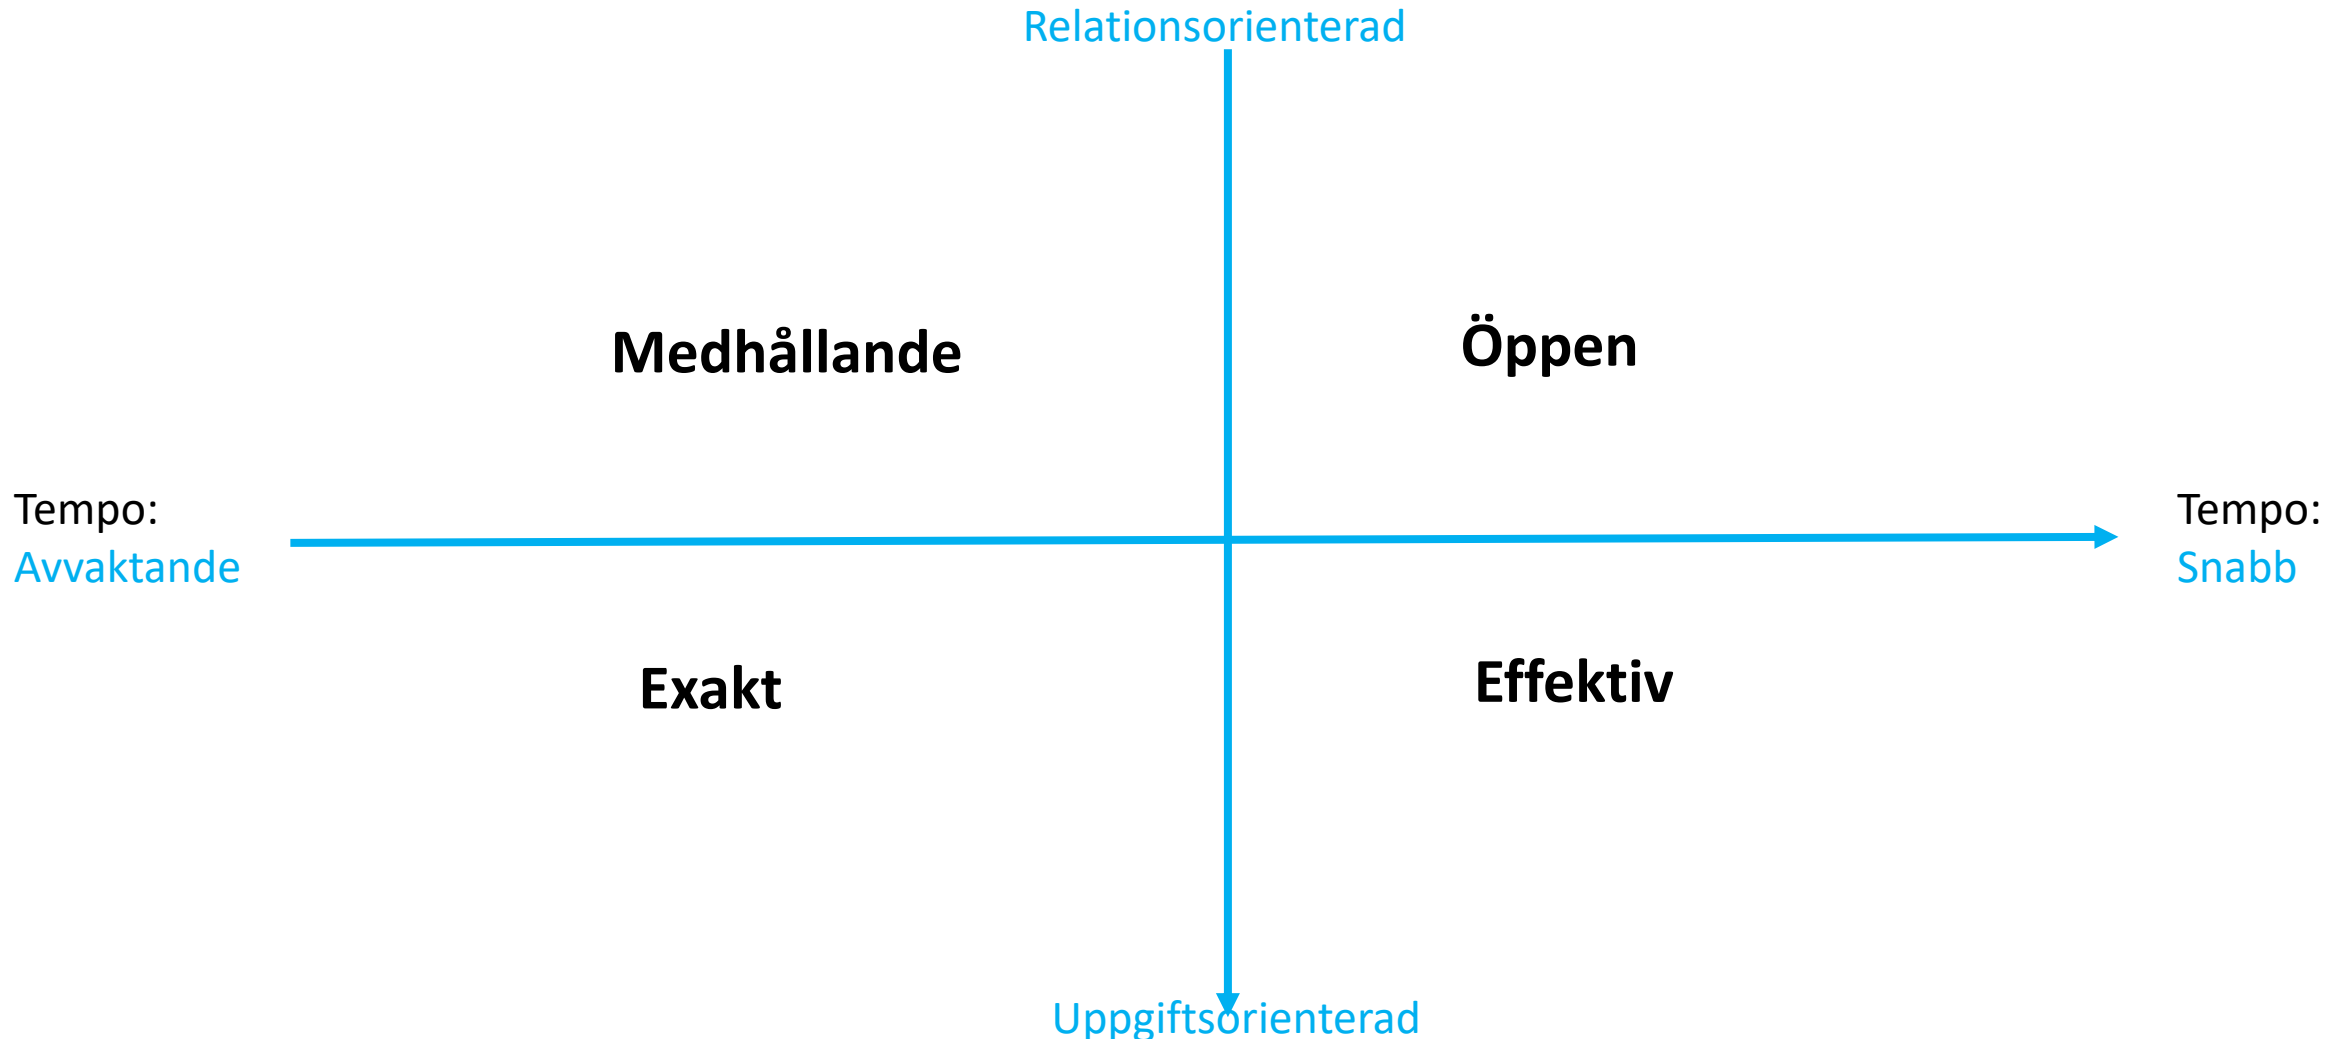 Relationsorienterad
Medhållande
Öppen
Tempo:
Avvaktande
Tempo:
Snabb
Exakt
Effektiv
Uppgiftsorienterad